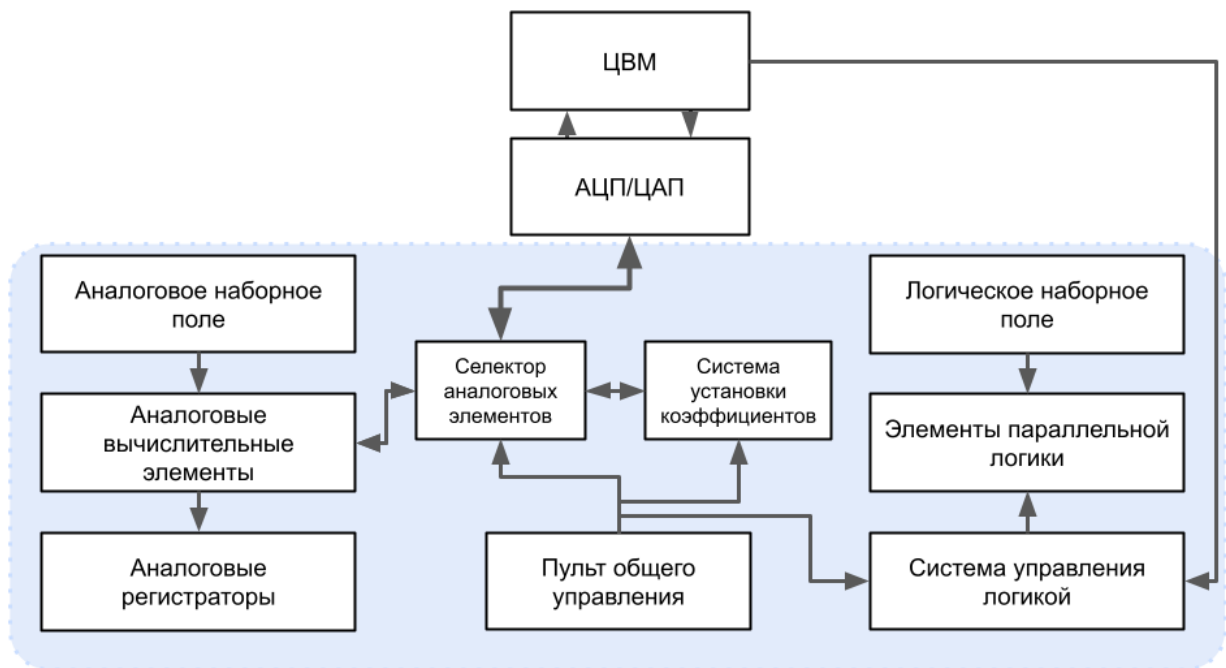 ЦВМ
АЦП/ЦАП
Аналоговое наборное
поле
Логическое наборное
поле
Селектор
аналоговых
элементов
Система
установки
коэффициентов
Аналоговые
вычислительные
элементы
Элементы параллельной
логики
Аналоговые
регистраторы
Пульт общего
управления
Система управления
логикой